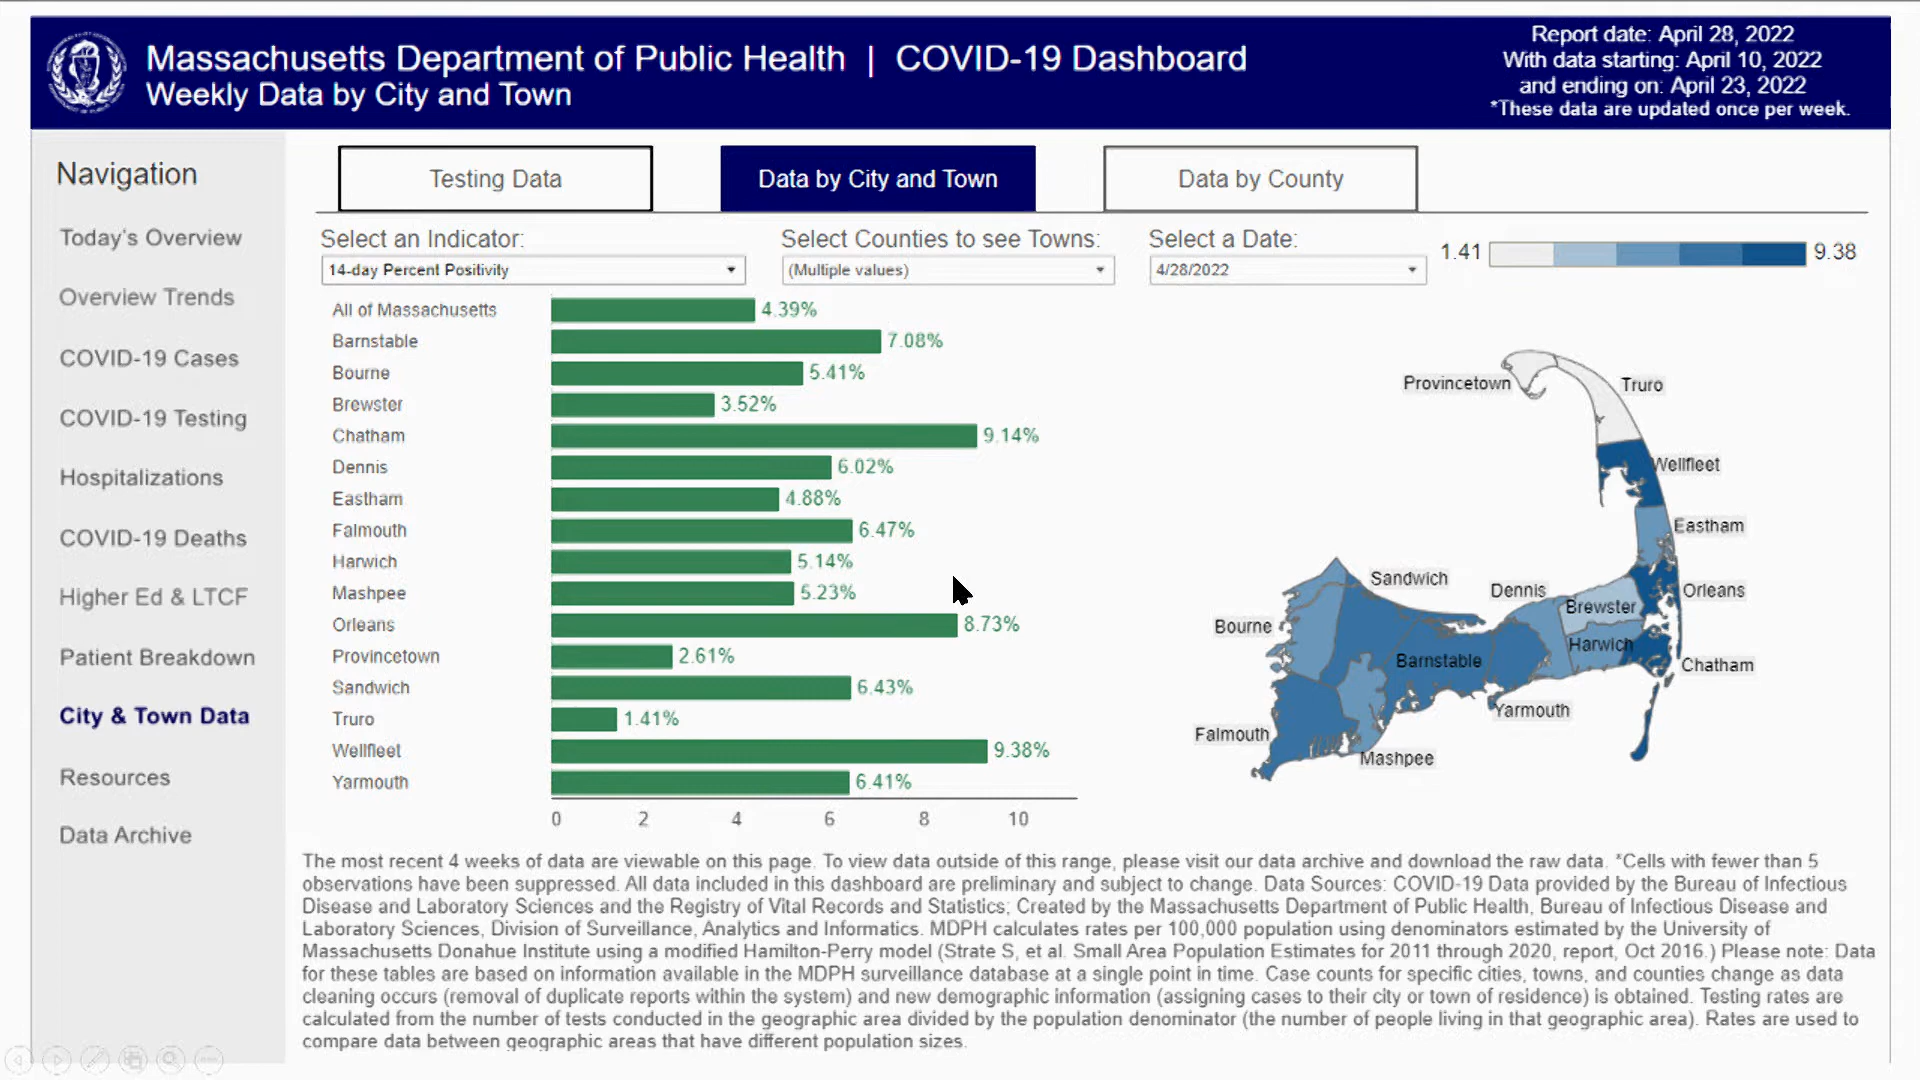 Massachusetts Department of Public Health | COVID-19 Dashboard
Weekly Data by City and Town
Report date: April 28, 2022
With data starting: April 10, 2022
and ending on: April 23, 2022
*These data are updated once per week.
Navigation
Today's Overview
Overview Trends
COVID-19 Cases
COVID-19 Testing
Hospitalizations
COVID-19 Deaths
Higher Ed & LTCF
Patient Breakdown
City & Town Data
Resources
Data Archive
Testing Data
Data by City and Town
Data by County
Select an Indicator:
14-day Percent Positivity
Select Counties to see Towns:
(Multiple values)
Select a Date:
4/28/2022
1.41
9.38
All of Massachusetts 4.39%
Barnstable 7.08%
Bourne 5.41%
Brewster 3.52%
Chatham 9.14%
Dennis 6.02%
Eastham 4.88%
Falmouth 6.47%
Harwich 5.14%
Mashpee 5.23%
Orleans 8.73%
Provincetown 2.61%
Sandwich 6.43%
Truro 1.41%
Wellfleet 9.38%
Yarmouth 6.41%
0 2 4 6 8 10
Provincetown
Truro
Wellfleet
Eastham
Sandwich
Dennis
Orleans
Brewster
Bourne
Harwich
Barnstable
Chatham
Yarmouth
Falmouth
Mashpee
The most recent 4 weeks of data are viewable on this page. To view data outside of this range, please visit our data archive and download the raw data. *Cells with fewer than 5
observations have been suppressed. All data included in this dashboard are preliminary and subject to change. Data Sources: COVID-19 Data provided by the Bureau of Infectious
Disease and Laboratory Sciences and the Registry of Vital Records and Statistics; Created by the Massachusetts Department of Public Health, Bureau of Infectious Disease and
Laboratory Sciences, Division of Surveillance, Analytics and Informatics. MDPH calculates rates per 100,000 population using denominators estimated by the University of
Massachusetts Donahue Institute using a modified Hamilton-Perry model (Strate S, et al. Small Area Population Estimates for 2011 through 2020, report, Oct 2016.) Please note: Data
for these tables are based on information available in the MDPH surveillance database at a single point in time. Case counts for specific cities, towns, and counties change as data
cleaning occurs (removal of duplicate reports within the system) and new demographic information (assigning cases to their city or town of residence) is obtained. Testing rates are
calculated from the number of tests conducted in the geographic area divided by the population denominator (the number of people living in that geographic area). Rates are used to
compare data between geographic areas that have different population sizes.